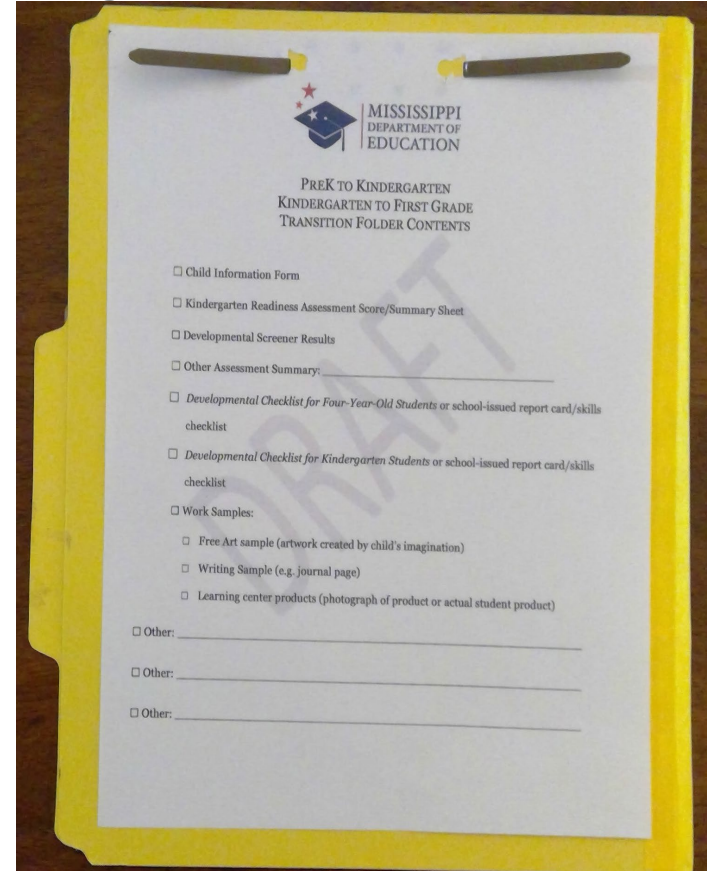 MISSISSIPPI
DEPARTMENT OF
EDUCATION
PREK TO KINDERGARTEN
KINDERGARTEN TO FIRST GRADE
TRANSITION FOLDER CONTENTS
☐ Child Information Form
☐ Kindergarten Readiness Assessment Score/Summary Sheet
☐ Developmental Screener Results
☐ Other Assessment Summary: ____________________
☐ Developmental Checklist for Four-Year-Old Students or school-issued report card/skills
checklist
☐ Developmental Checklist for Kindergarten Students or school-issued report card/skills
checklist
☐ Work Samples:
☐ Free Art sample (artwork created by child's imagination)
☐ Writing Sample (e.g. journal page)
☐ Learning center products (photograph of product or actual student product)
☐ Other: ____________________
☐ Other: ____________________
☐ Other: ____________________
DRAFT